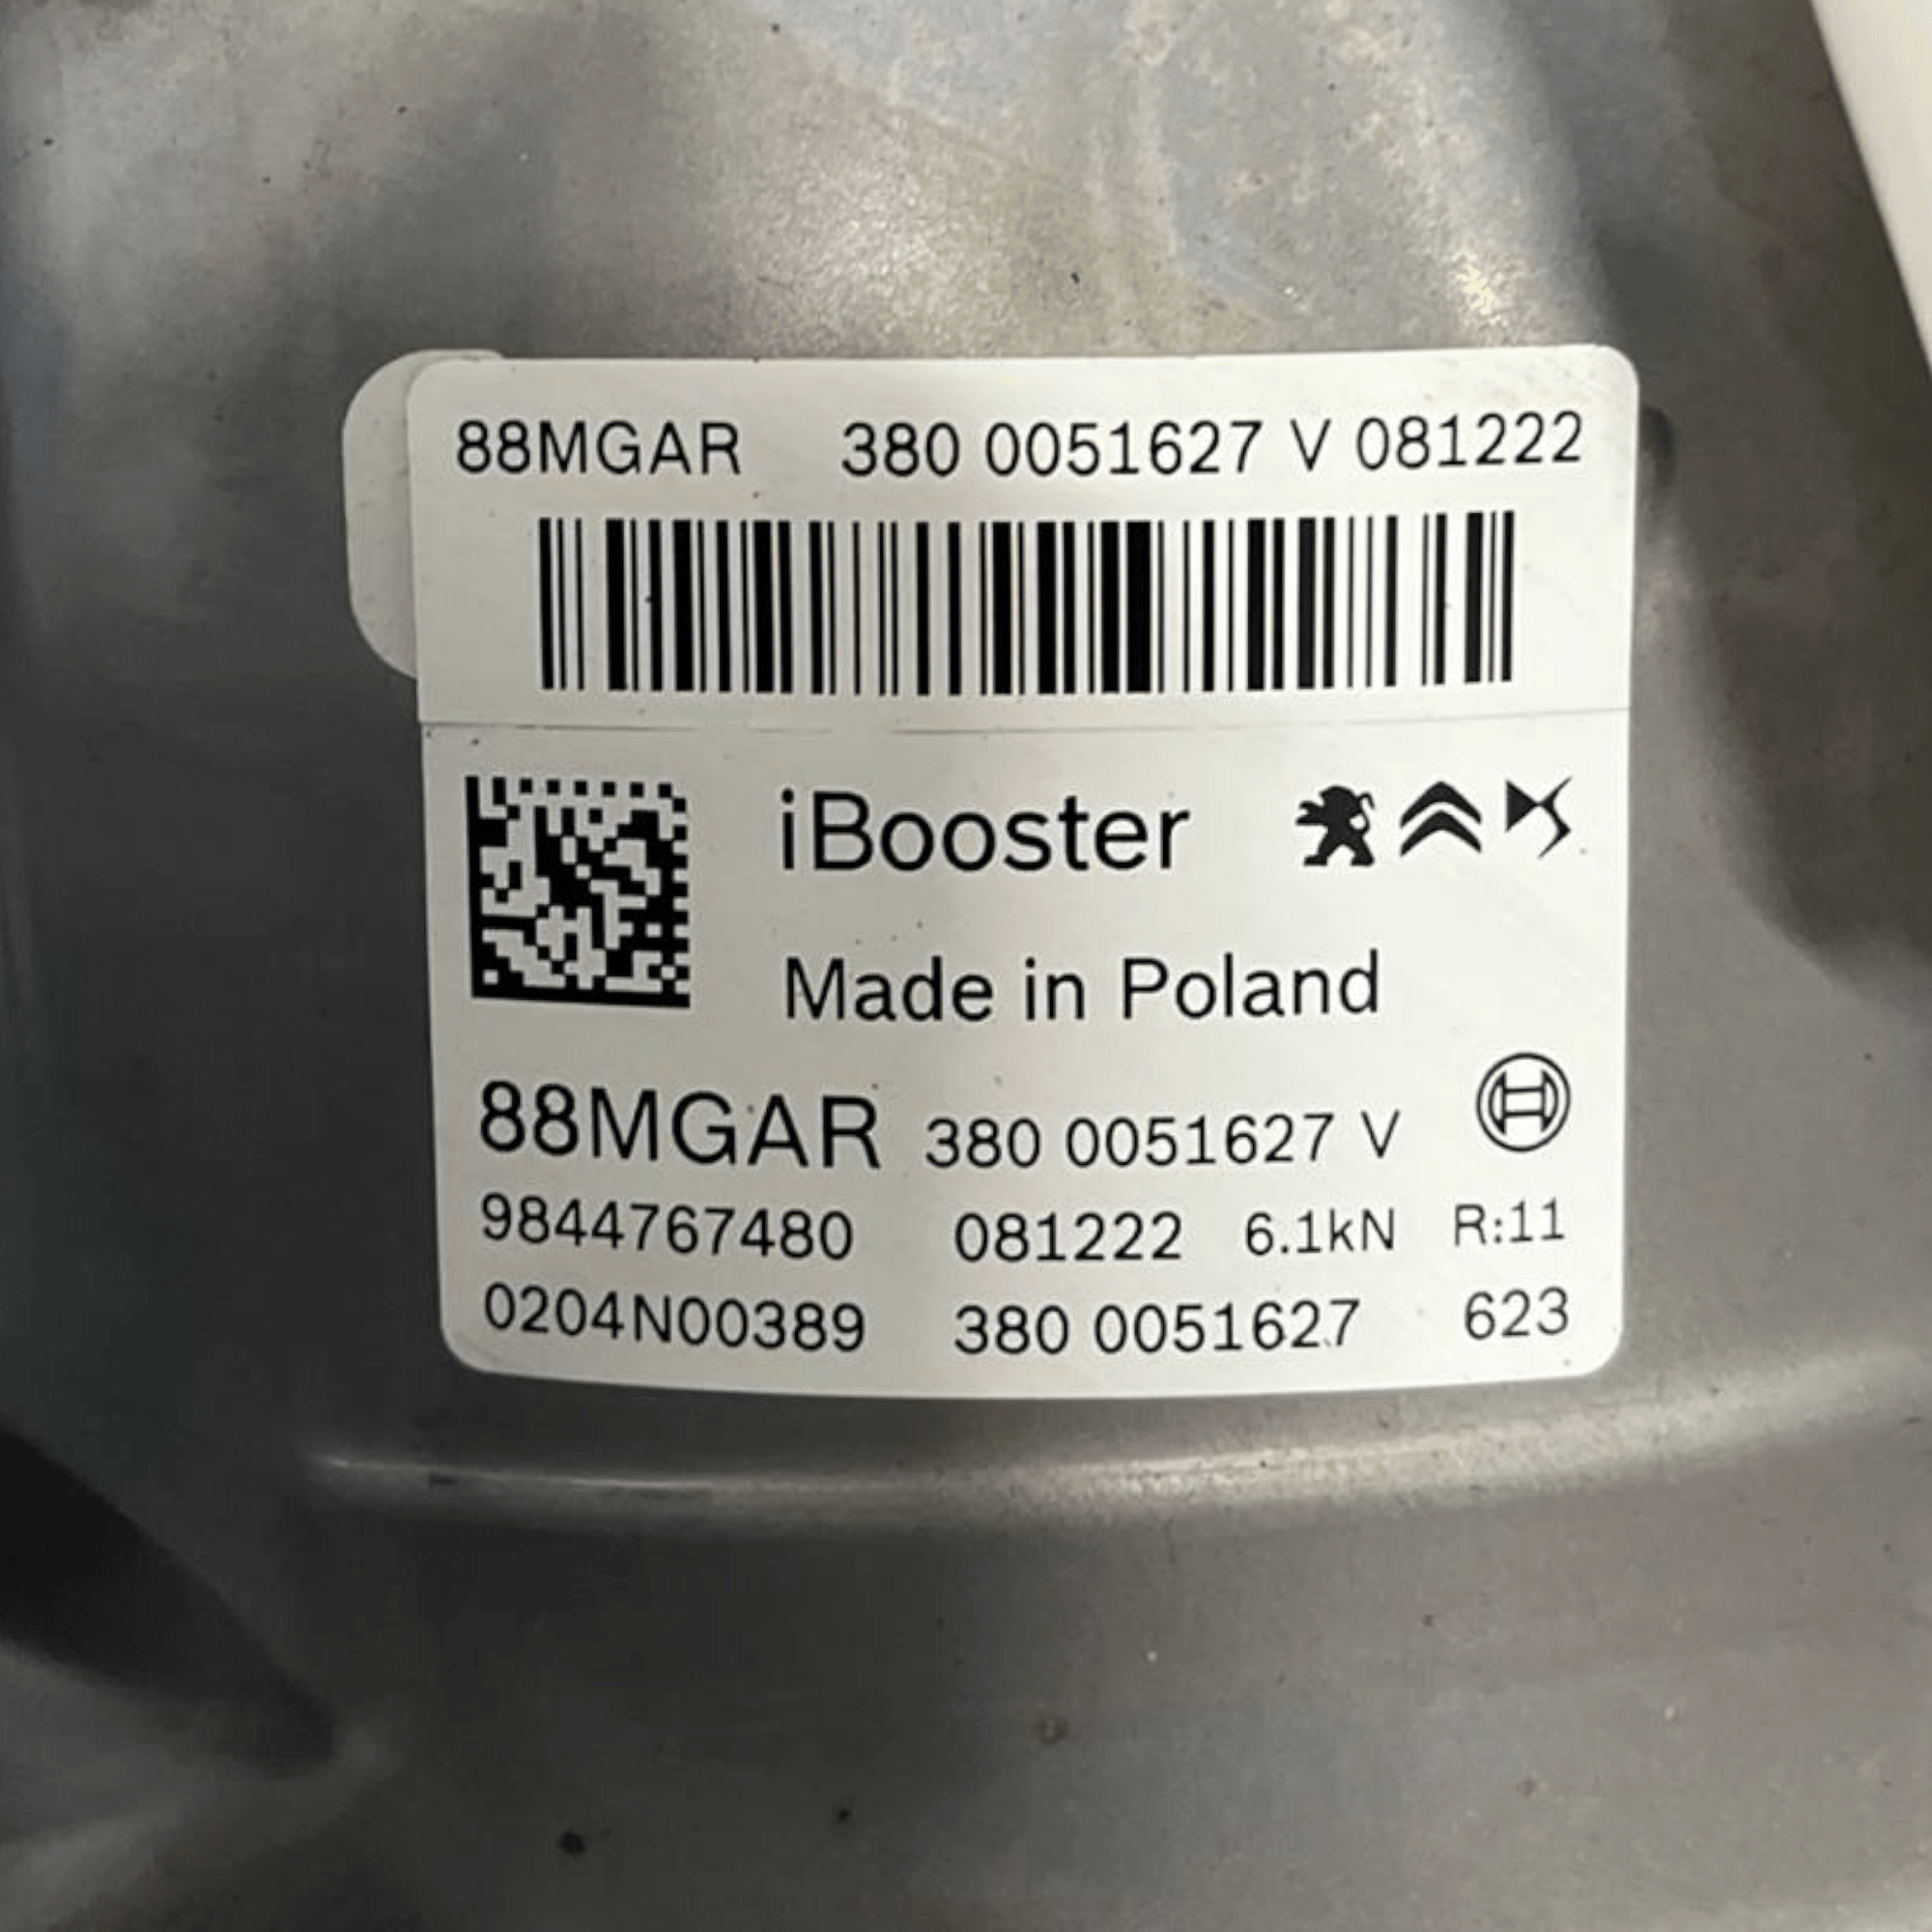 88MGAR 380 0051627 V 081222
iBooster
Made in Poland
88MGAR 380 0051627 V
9844767480 081222 6.1kN R:11
0204N00389 380 0051627 623